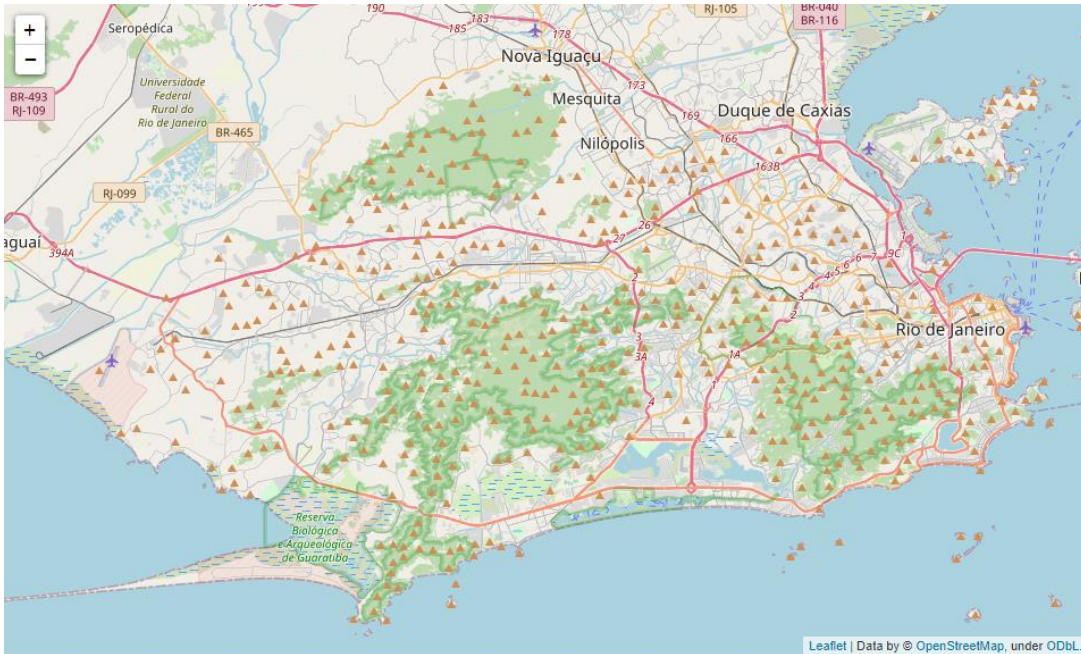 +
−
BR-493
RJ-109
Seropédica
190
183
185
178
RJ-105
BR-040
BR-116
Nova Iguaçu
Universidade
Federal
Rural do
Rio de Janeiro
BR-465
Mesquita
173
169
Duque de Caxias
166
Nilópolis
163B
RJ-099
aguaí
394A
27
26
1
9C
2
7
6
6
5
4
4
3
2
Rio de Janeiro
3
3A
1A
4
1
Reserva
Biológica
e Arqueológica
de Guaratiba
Leaflet | Data by © OpenStreetMap, under ODbL.